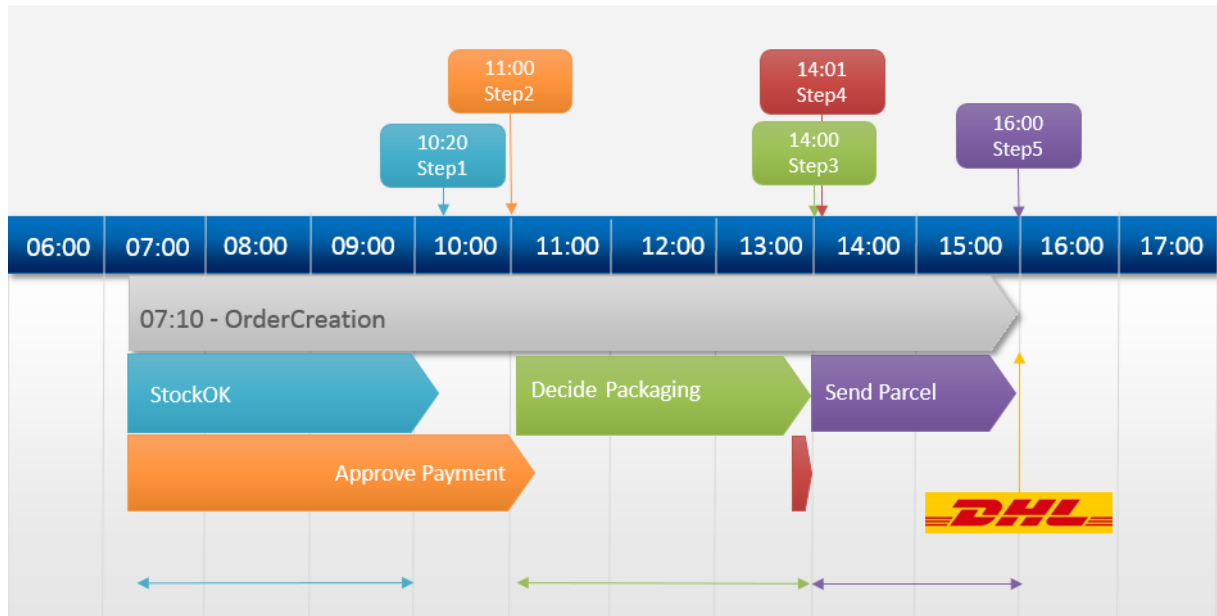 11:00
Step2
14:01
Step4
10:20
Step1
14:00
Step3
16:00
Step5
06:00 07:00 08:00 09:00 10:00 11:00 12:00 13:00 14:00 15:00 16:00 17:00
07:10 - OrderCreation
StockOK
Decide Packaging
Send Parcel
Approve Payment
DHL